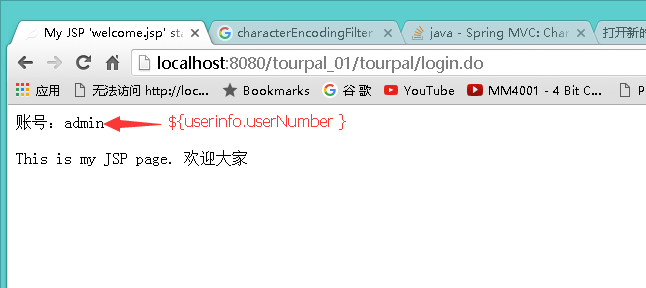 My JSP 'welcome.jsp' sta
characterEncodingFilter
java - Spring MVC: Char
打开新的
localhost:8080/tourpal_01/tourpal/login.do
应用 无法访问 http://loc... Bookmarks 谷 歌 YouTube MM4001 - 4 Bit C... P
账号：admin ${userinfo.userNumber }
This is my JSP page. 欢迎大家